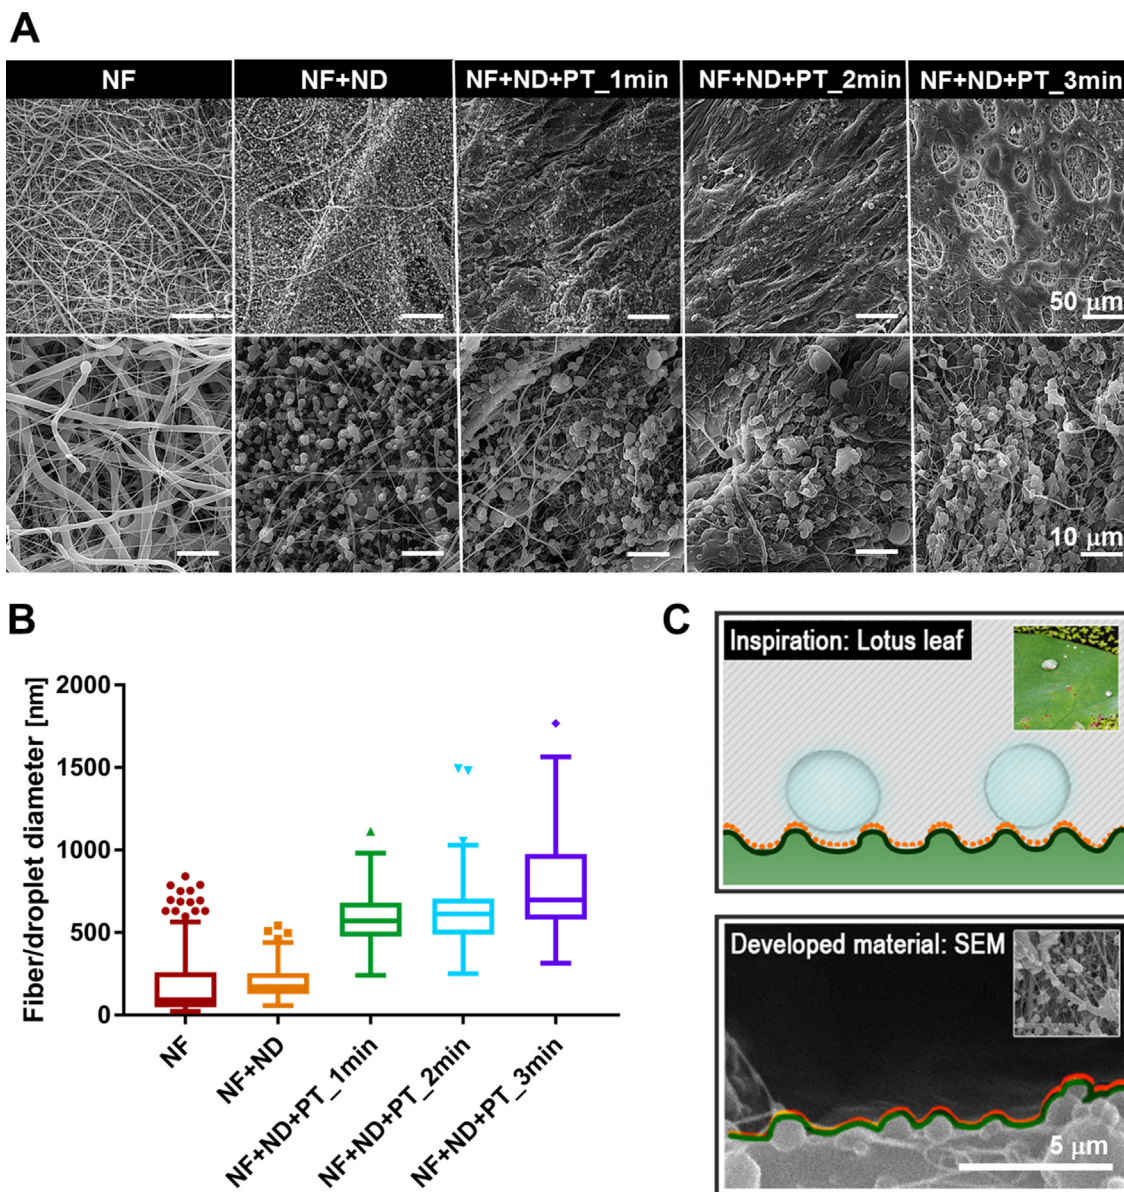 A
NF
NF+ND
NF+ND+PT_1min
NF+ND+PT_2min
NF+ND+PT_3min
50 μm
10 μm
B
Fiber/droplet diameter [nm]
2000
1500
1000
500
0
NF
NF+ND
NF+ND+PT_1min
NF+ND+PT_2min
NF+ND+PT_3min
C
Inspiration: Lotus leaf
Developed material: SEM
5 μm